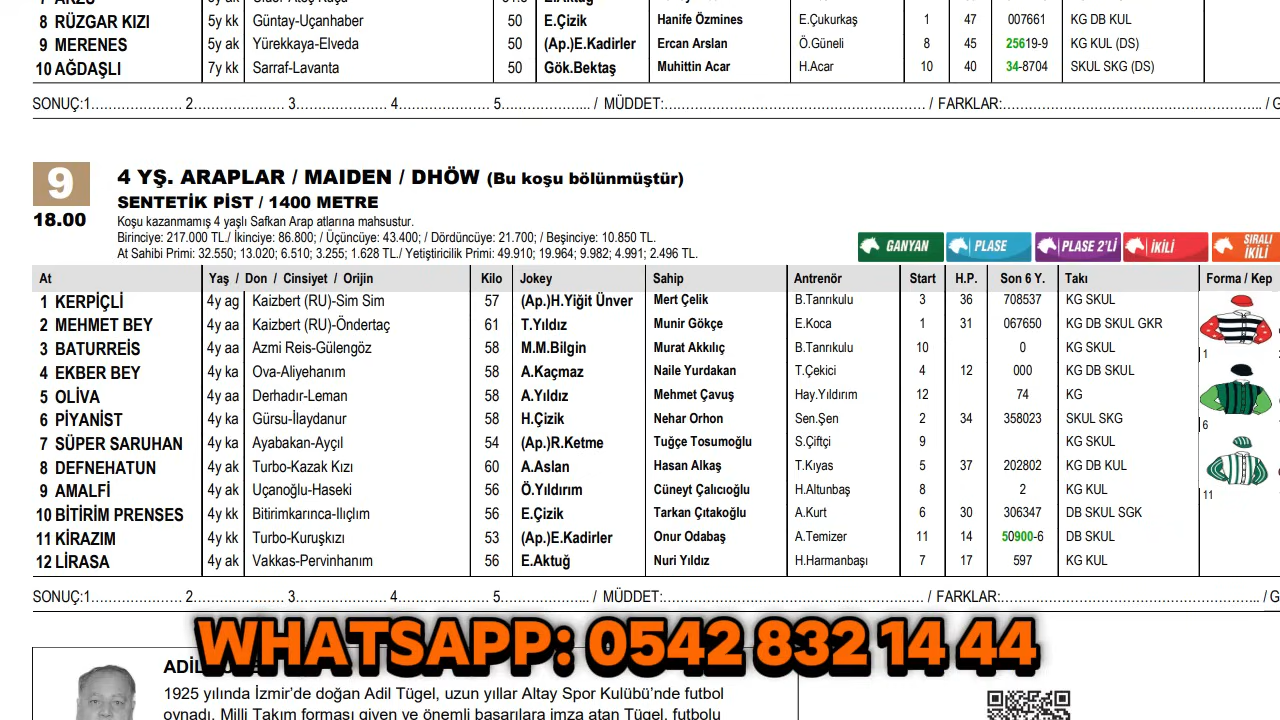 8 RÜZGAR KIZI 5y kk Güntay-Uçanhaber 50 E.Çizik Hanife Özmines E.Çukurkaş 1 47 007661 KG DB KUL
9 MERENES 5y ak Yürekkaya-Elveda 50 (Ap.)E.Kadirler Ercan Arslan Ö.Güneli 8 45 25619-9 KG KUL (DS)
10 AĞDAŞLI 7y kk Sarraf-Lavanta 50 Gök.Bektaş Muhittin Acar H.Acar 10 40 34-8704 SKUL SKG (DS)
SONUÇ:1........................ 2....................... 3....................... 4....................... 5....................... / MÜDDET:................................................................ / FARKLAR:................................................................ / G
9 4 YŞ. ARAPLAR / MAIDEN / DHÖW (Bu koşu bölünmüştür)
SENTETİK PİST / 1400 METRE
18.00 Koşu kazanmamış 4 yaşlı Safkan Arap atlarına mahsustur.
Birinciye: 217.000 TL./ İkinciye: 86.800; / Üçüncüye: 43.400; / Dördüncüye: 21.700; / Beşinciye: 10.850 TL.
At Sahibi Primi: 32.550; 13.020; 6.510; 3.255; 1.628 TL./ Yetiştiricilik Primi: 49.910; 19.964; 9.982; 4.991; 2.496 TL.
GANYAN PLASE PLASE 2'Lİ İKİLİ SIRALI İKİLİ
At Yaş / Don / Cinsiyet / Orijin Kilo Jokey Sahip Antrenör Start H.P. Son 6 Y. Takı Forma / Kep
1 KERPİÇLİ 4y ag Kaizbert (RU)-Sim Sim 57 (Ap.)H.Yiğit Ünver Mert Çelik B.Tanrıkulu 3 36 708537 KG SKUL
2 MEHMET BEY 4y aa Kaizbert (RU)-Öndertaç 61 T.Yıldız Munir Gökçe E.Koca 1 31 067650 KG DB SKUL GKR
3 BATURREİS 4y aa Azmi Reis-Gülengöz 58 M.M.Bilgin Murat Akkılıç B.Tanrıkulu 10 0 KG SKUL
1
4 EKBER BEY 4y ka Ova-Aliyehanım 58 A.Kaçmaz Naile Yurdakan T.Çekici 4 12 000 KG DB SKUL
5 OLİVA 4y aa Derhadır-Leman 58 A.Yıldız Mehmet Çavuş Hay.Yıldırım 12 74 KG
6 PİYANİST 4y ka Gürsu-İlaydanur 58 H.Çizik Nehar Orhon Sen.Şen 2 34 358023 SKUL SKG
6
7 SÜPER SARUHAN 4y ka Ayabakan-Ayçıl 54 (Ap.)R.Ketme Tuğçe Tosumoğlu S.Çiftçi 9 KG SKUL
8 DEFNEHATUN 4y ak Turbo-Kazak Kızı 60 A.Aslan Hasan Alkaş T.Kıyas 5 37 202802 KG DB KUL
9 AMALFİ 4y ak Uçanoğlu-Haseki 56 Ö.Yıldırım Cüneyt Çalıcıoğlu H.Altunbaş 8 2 KG KUL
11
10 BİTİRİM PRENSES 4y kk Bitirimkarınca-Ilıçlım 56 E.Çizik Tarkan Çıtakoğlu A.Kurt 6 30 306347 DB SKUL SGK
11 KİRAZIM 4y kk Turbo-Kuruşkızı 53 (Ap.)E.Kadirler Onur Odabaş A.Temizer 11 14 50900-6 DB SKUL
12 LİRASA 4y ak Vakkas-Pervinhanım 56 E.Aktuğ Nuri Yıldız H.Harmanbaşı 7 17 597 KG KUL
SONUÇ:1........................ 2....................... 3....................... 4....................... 5....................... / MÜDDET:................................................................ / FARKLAR:................................................................ / G
WHATSAPP: 0542 832 14 44
1925 yılında İzmir'de doğan Adil Tügel, uzun yıllar Altay Spor Kulübü'nde futbol
oynadı. Milli Takım forması giyen ve önemli başarılara imza atan Tügel, futbolu